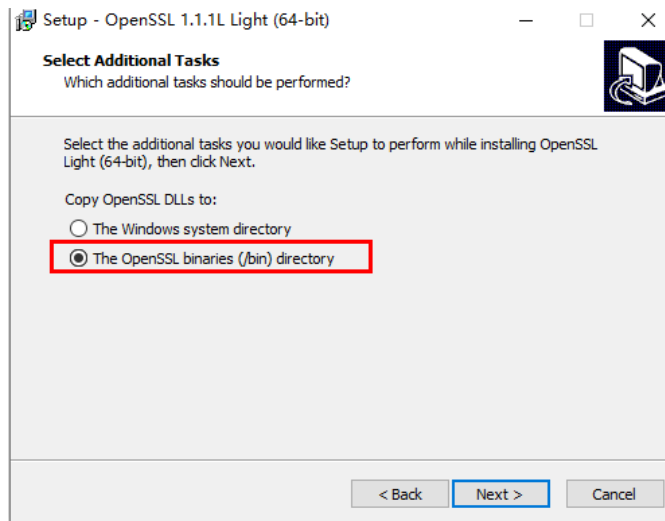 Setup - OpenSSL 1.1.1L Light (64-bit)
Select Additional Tasks
Which additional tasks should be performed?
Select the additional tasks you would like Setup to perform while installing OpenSSL
Light (64-bit), then click Next.
Copy OpenSSL DLLs to:
The Windows system directory
The OpenSSL binaries (/bin) directory
< Back Next > Cancel